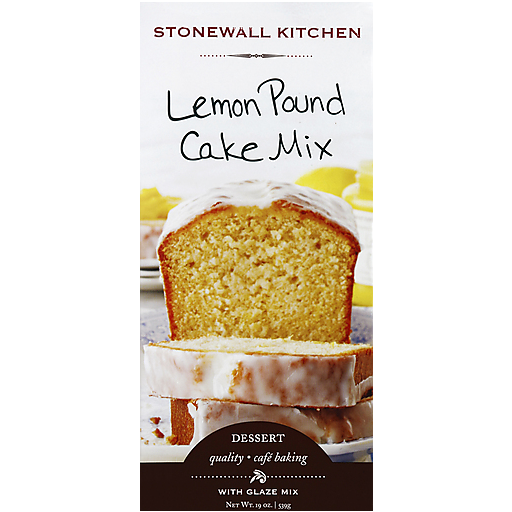 STONEWALL KITCHEN
Lemon Pound
Cake Mix
DESSERT
quality • café baking
WITH GLAZE MIX
NET WT. 19 OZ. | 539g